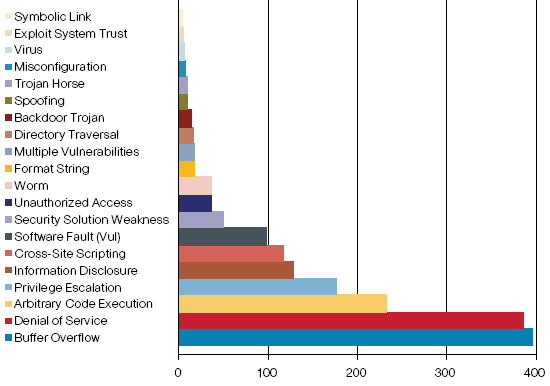 Symbolic Link
Exploit System Trust
Virus
Misconfiguration
Trojan Horse
Spoofing
Backdoor Trojan
Directory Traversal
Multiple Vulnerabilities
Format String
Worm
Unauthorized Access
Security Solution Weakness
Software Fault (Vul)
Cross-Site Scripting
Information Disclosure
Privilege Escalation
Arbitrary Code Execution
Denial of Service
Buffer Overflow
0 100 200 300 400